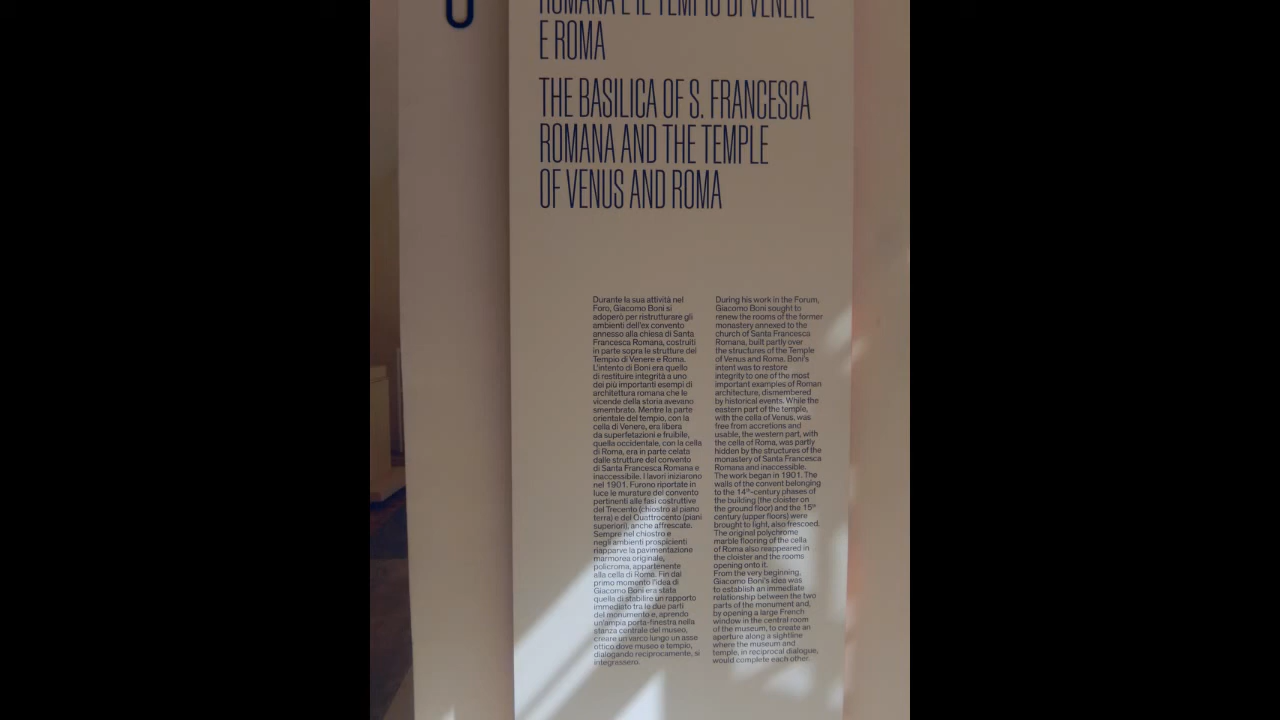 ROMANA E IL TEMPIO DI VENERE
E ROMA
THE BASILICA OF S. FRANCESCA
ROMANA AND THE TEMPLE
OF VENUS AND ROMA
Durante la sua attività nel
Foro, Giacomo Boni si
adoperò per ristrutturare gli
ambienti dell'ex convento
annesso alla chiesa di Santa
Francesca Romana, costruiti
in parte sopra le strutture del
Tempio di Venere e Roma.
L'intento di Boni era quello
di restituire integrità a uno
dei più importanti esempi di
architettura romana che le
vicende della storia avevano
smembrato. Mentre la parte
orientale del tempio, con la
cella di Venere, era libera
da superfetazioni e fruibile,
quella occidentale, con la cella
di Roma, era in parte celata
dalle strutture del convento
di Santa Francesca Romana e
inaccessibile. I lavori iniziarono
nel 1901. Furono riportate in
luce le murature del convento
pertinenti alle fasi costruttive
del Trecento (chiostro al piano
terra) e del Quattrocento (piani
superiori), anche affrescate.
Sempre nel chiostro e
negli ambienti prospicienti
riapparve la pavimentazione
marmorea originale,
policroma, appartenente
alla cella di Roma. Fin dal
primo momento l'idea di
Giacomo Boni era stata
quella di stabilire un rapporto
immediato tra le due parti
del monumento e, aprendo
un'ampia porta-finestra nella
stanza centrale del museo,
creare un varco lungo un asse
ottico dove museo e tempio,
dialogando reciprocamente, si
integrassero.
During his work in the Forum,
Giacomo Boni sought to
renew the rooms of the former
monastery annexed to the
church of Santa Francesca
Romana, built partly over
the structures of the Temple
of Venus and Roma. Boni's
intent was to restore
integrity to one of the most
important examples of Roman
architecture, dismembered
by historical events. While the
eastern part of the temple,
with the cella of Venus, was
free from accretions and
usable, the western part, with
the cella of Roma, was partly
hidden by the structures of the
monastery of Santa Francesca
Romana and inaccessible.
The work began in 1901. The
walls of the convent belonging
to the 14th-century phases of
the building (the cloister on
the ground floor) and the 15th
century (upper floors) were
brought to light, also frescoed.
The original polychrome
marble flooring of the cella
of Roma also reappeared in
the cloister and the rooms
opening onto it.
From the very beginning,
Giacomo Boni's idea was
to establish an immediate
relationship between the two
parts of the monument and,
by opening a large French
window in the central room
of the museum, to create an
aperture along a sightline
where the museum and
temple, in reciprocal dialogue,
would complete each other.